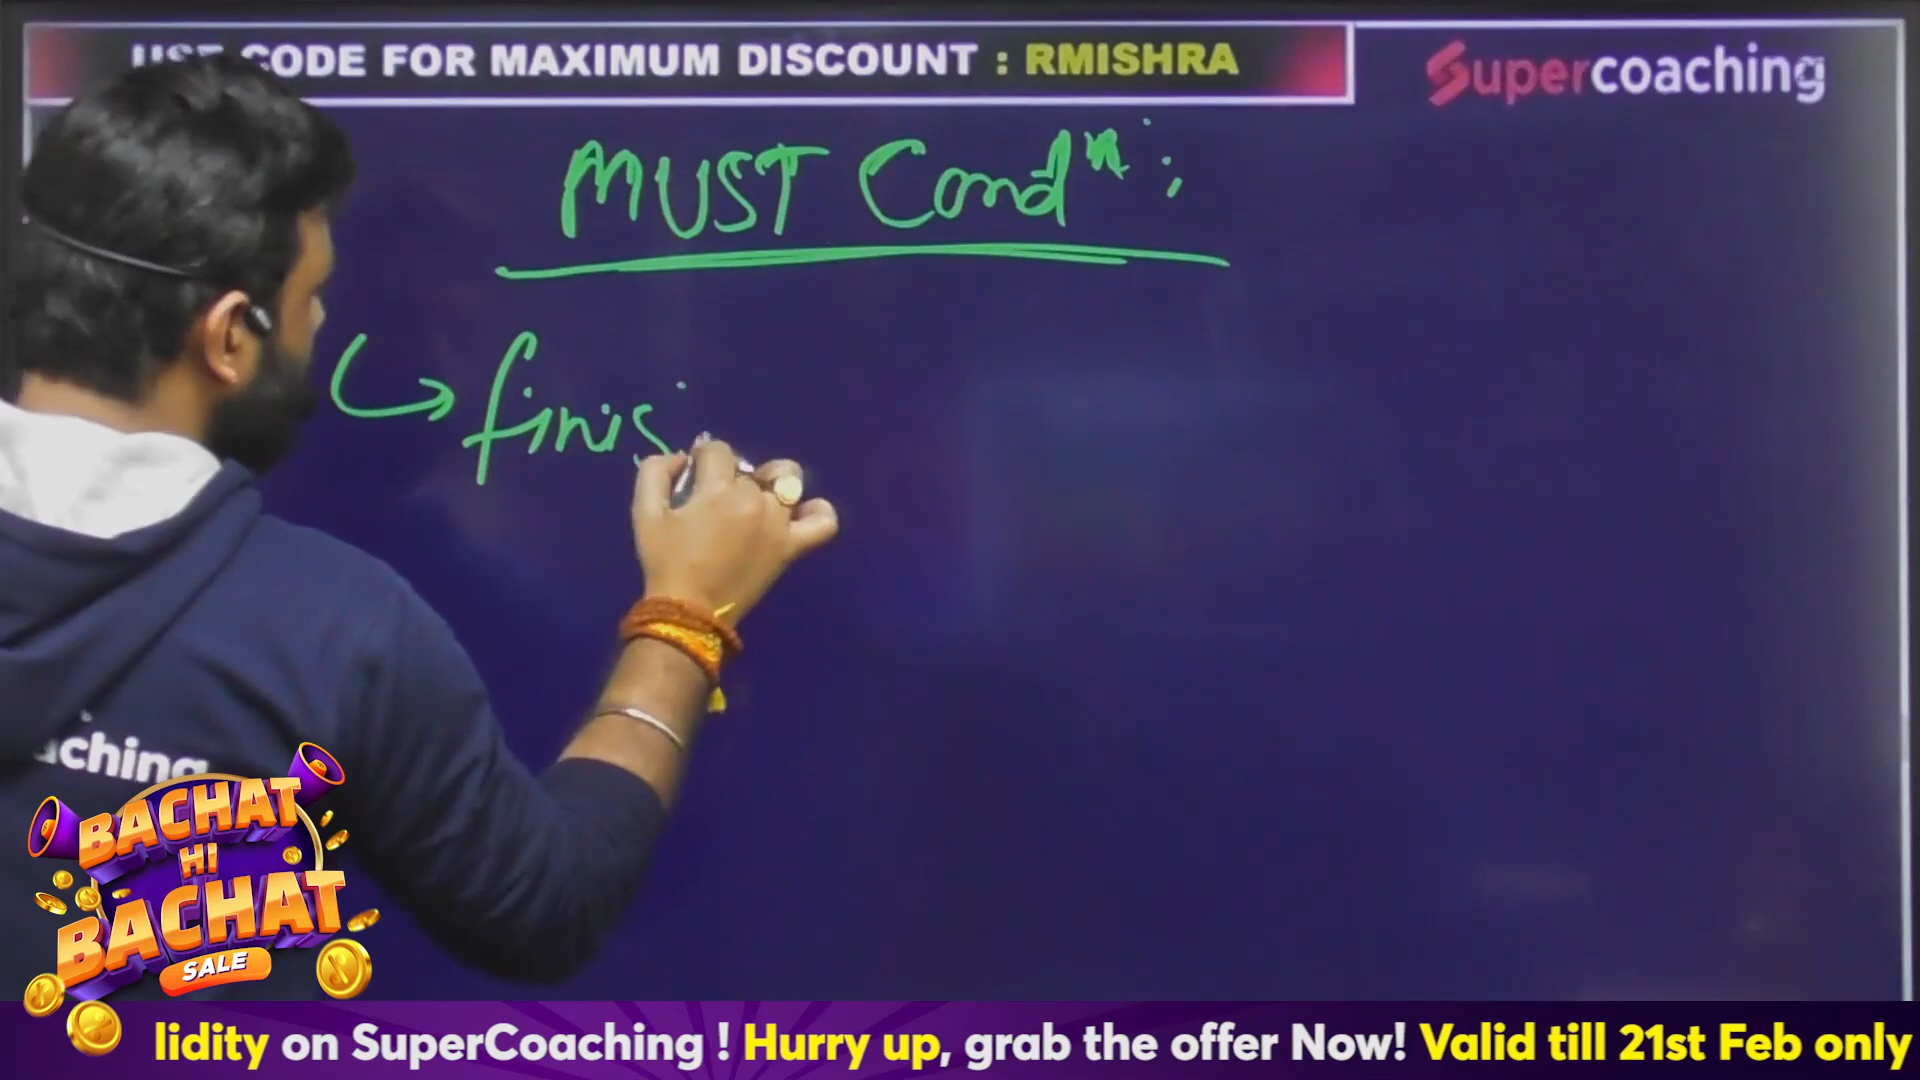 USE CODE FOR MAXIMUM DISCOUNT : RMISHRA
Supercoaching
MUST Condn :
finis
aching
BACHAT
HI
BACHAT
SALE
lidity on SuperCoaching ! Hurry up, grab the offer Now! Valid till 21st Feb only